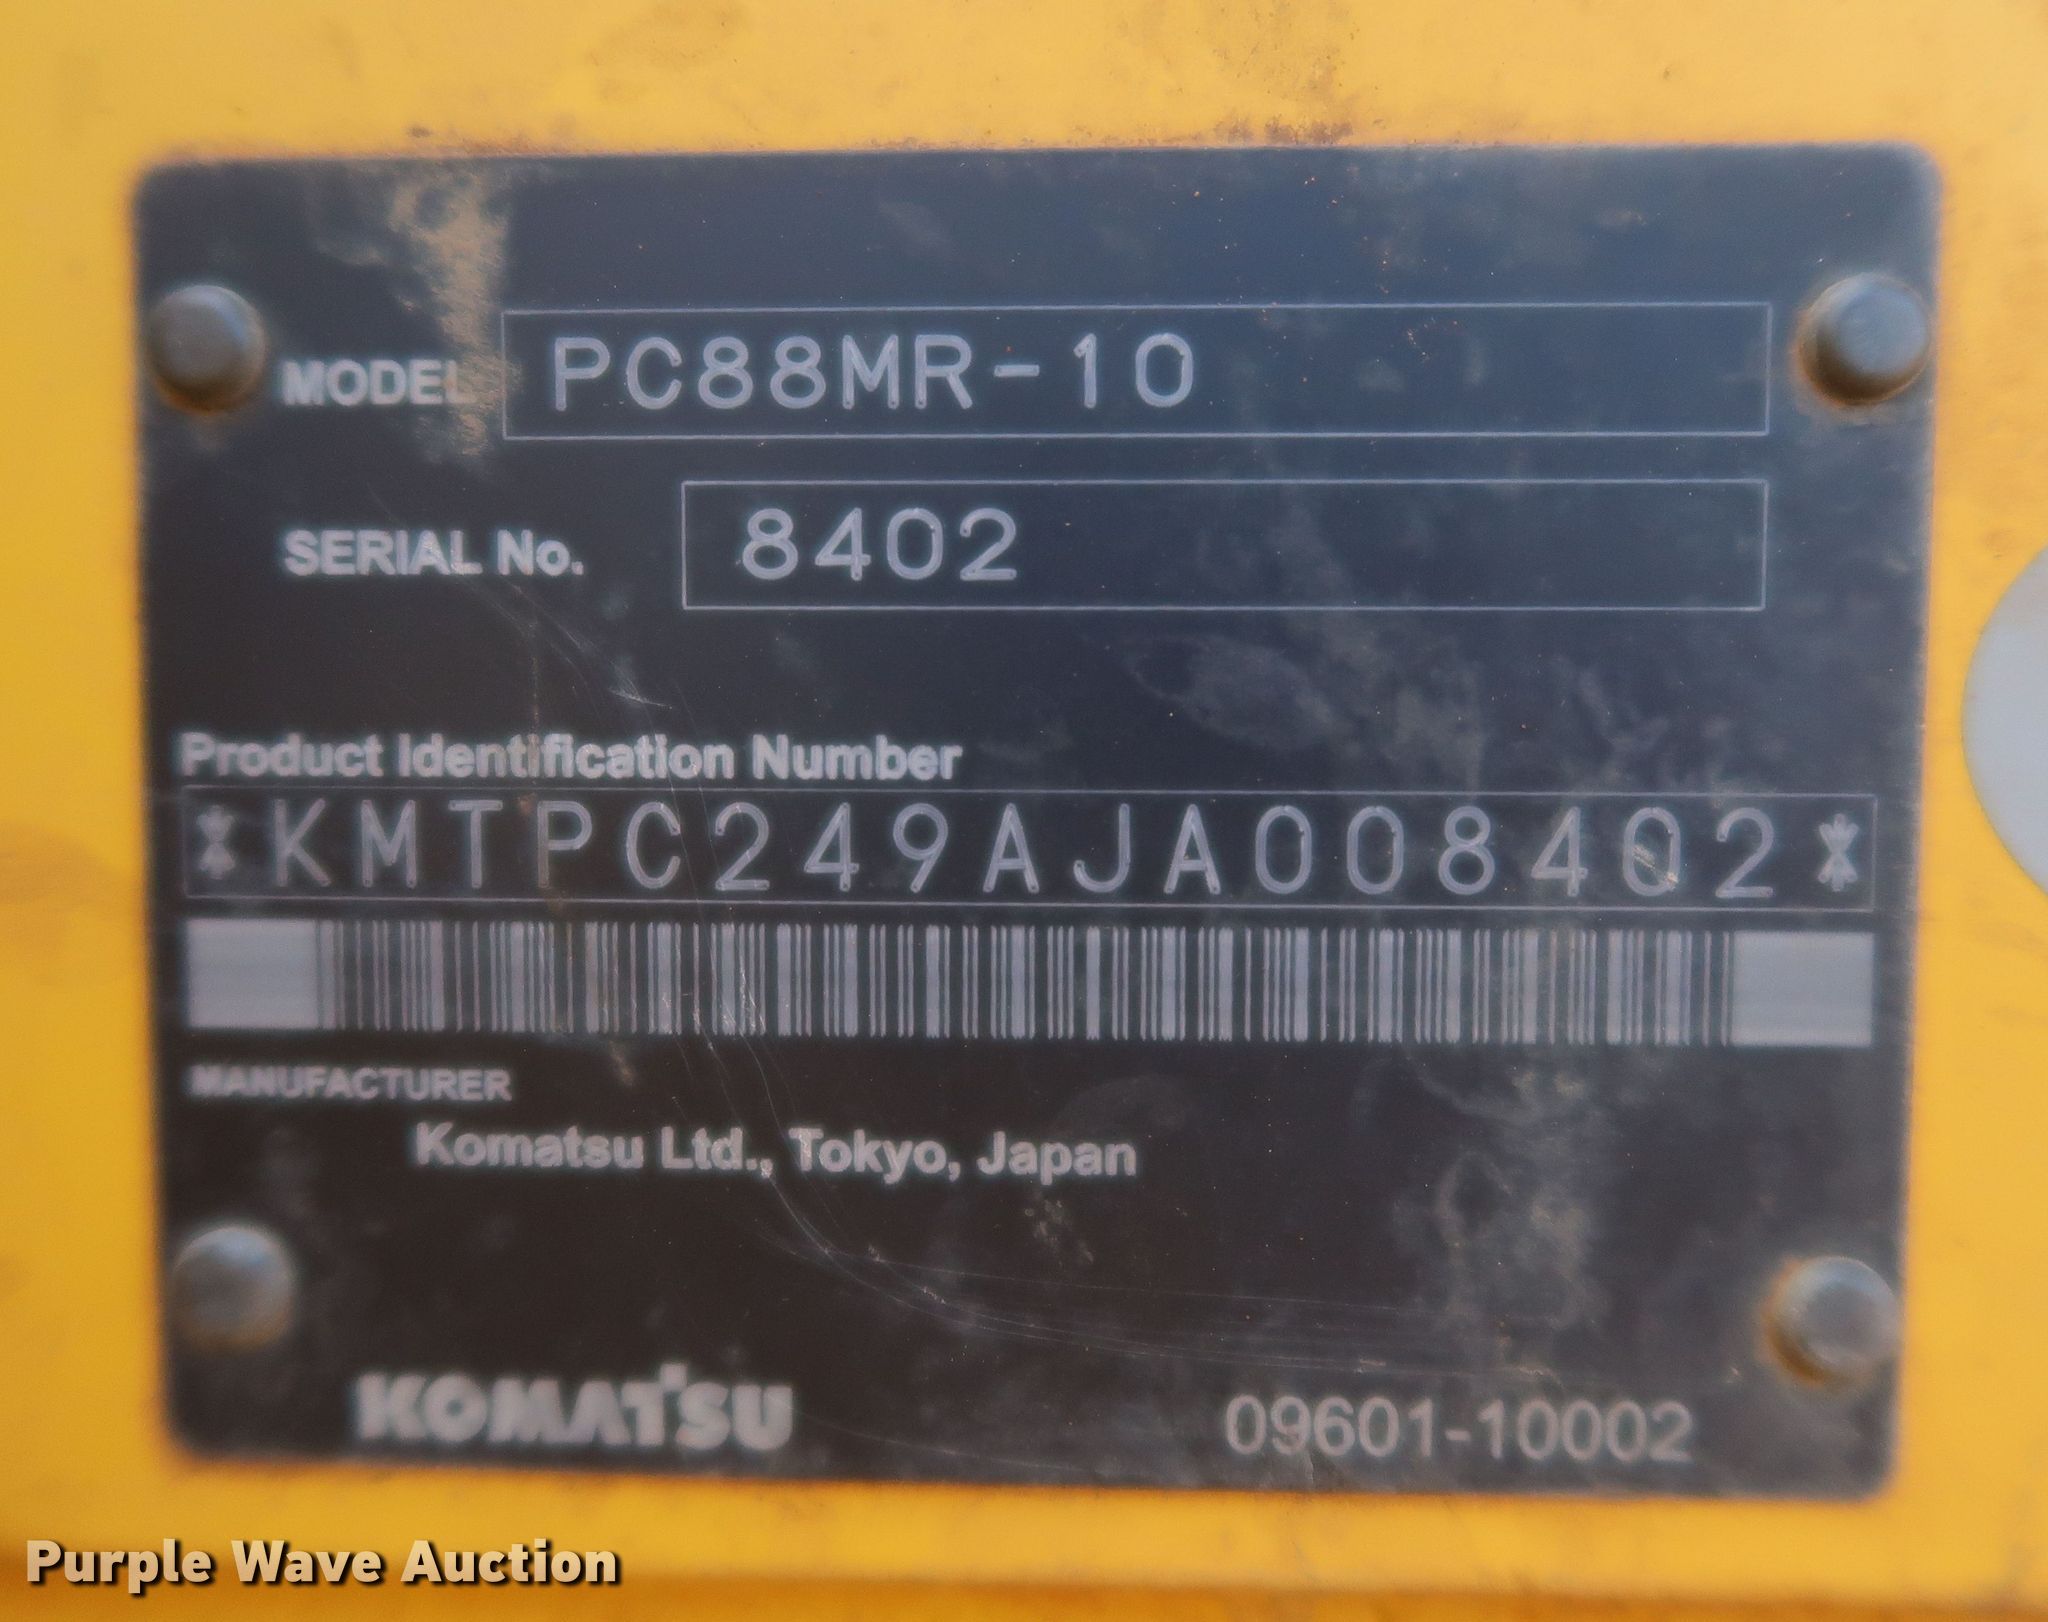 MODEL PC88MR-10
SERIAL No. 8402
Product Identification Number
*KMTPC249AJA008402*
MANUFACTURER
Komatsu Ltd., Tokyo, Japan
KOMATSU 09601-10002
Purple Wave Auction